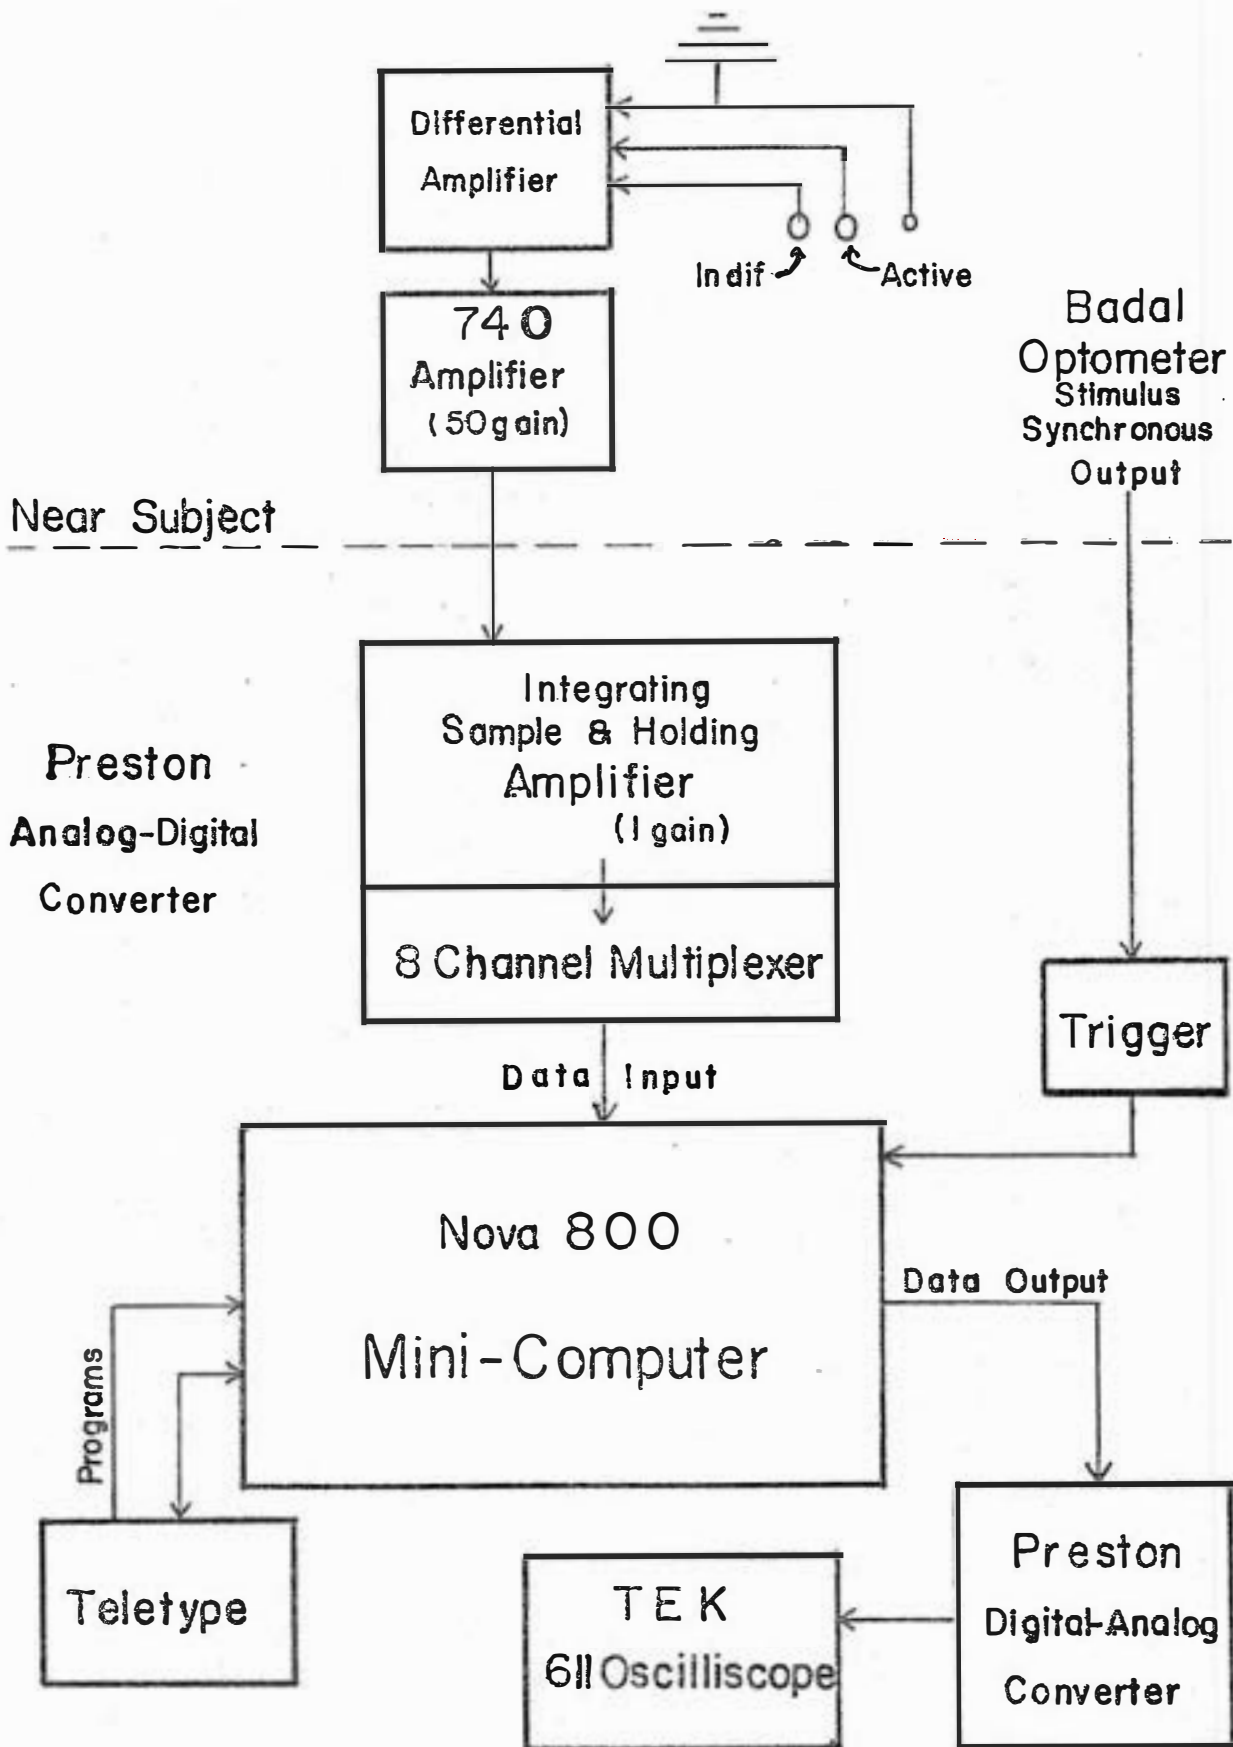 Differential
Amplifier
Indif
Active
740
Amplifier
(50 gain)
Badal
Optometer
Stimulus
Synchronous
Output
Near Subject
Preston
Analog-Digital
Converter
Integrating
Sample & Holding
Amplifier
(1 gain)
8 Channel Multiplexer
Trigger
Data Input
Nova 800
Mini-Computer
Data Output
Programs
Teletype
TEK
611 Oscilliscope
Preston
Digital-Analog
Converter